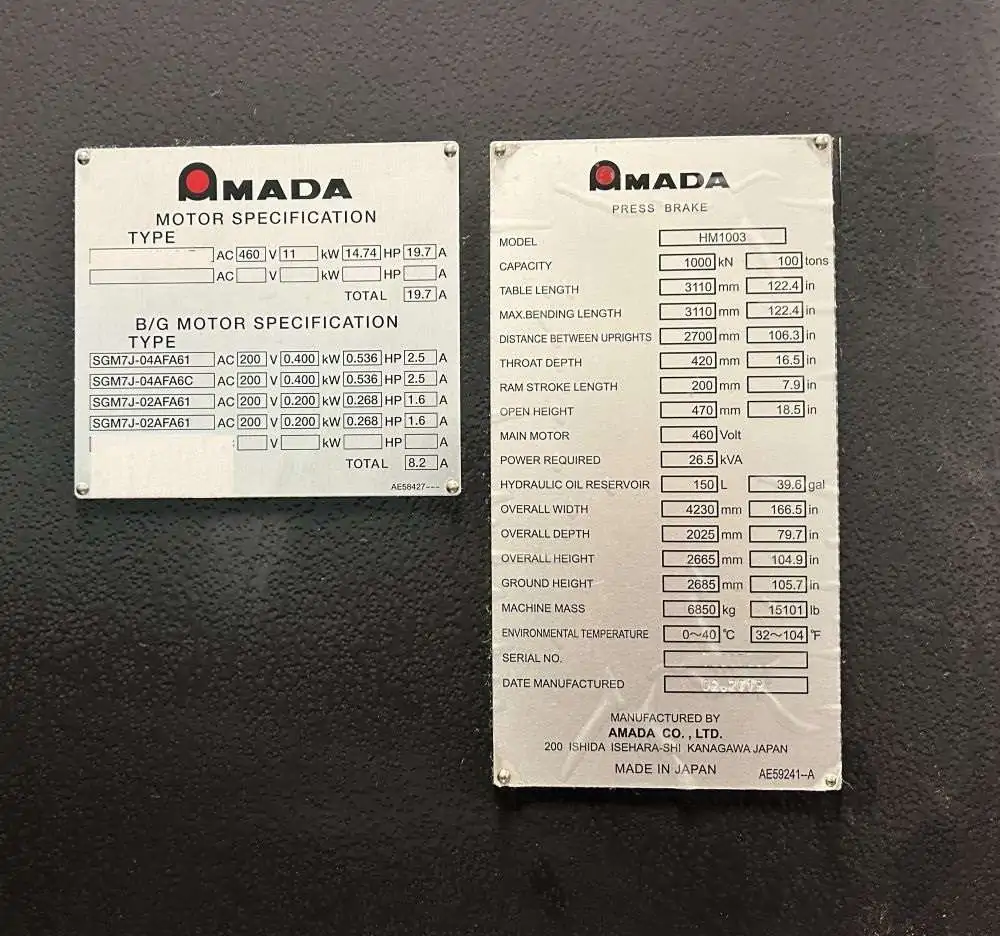 AMADA
MOTOR SPECIFICATION
TYPE
AC 460 V 11 kW 14.74 HP 19.7 A
AC V kW HP A
TOTAL 19.7 A
B/G MOTOR SPECIFICATION
TYPE
SGM7J-04AFA61 AC 200 V 0.400 kW 0.536 HP 2.5 A
SGM7J-04AFA6C AC 200 V 0.400 kW 0.536 HP 2.5 A
SGM7J-02AFA61 AC 200 V 0.200 kW 0.268 HP 1.6 A
SGM7J-02AFA61 AC 200 V 0.200 kW 0.268 HP 1.6 A
V kW HP A
TOTAL 8.2 A
AE58427---
AMADA
PRESS BRAKE
MODEL HM1003
CAPACITY 1000 kN 100 tons
TABLE LENGTH 3110 mm 122.4 in
MAX.BENDING LENGTH 3110 mm 122.4 in
DISTANCE BETWEEN UPRIGHTS 2700 mm 106.3 in
THROAT DEPTH 420 mm 16.5 in
RAM STROKE LENGTH 200 mm 7.9 in
OPEN HEIGHT 470 mm 18.5 in
MAIN MOTOR 460 Volt
POWER REQUIRED 26.5 kVA
HYDRAULIC OIL RESERVOIR 150 L 39.6 gal
OVERALL WIDTH 4230 mm 166.5 in
OVERALL DEPTH 2025 mm 79.7 in
OVERALL HEIGHT 2665 mm 104.9 in
GROUND HEIGHT 2685 mm 105.7 in
MACHINE MASS 6850 kg 15101 lb
ENVIRONMENTAL TEMPERATURE 0～40 ℃ 32～104 ℉
SERIAL NO.
DATE MANUFACTURED
MANUFACTURED BY
AMADA CO., LTD.
200 ISHIDA ISEHARA-SHI KANAGAWA JAPAN
MADE IN JAPAN
AE59241--A